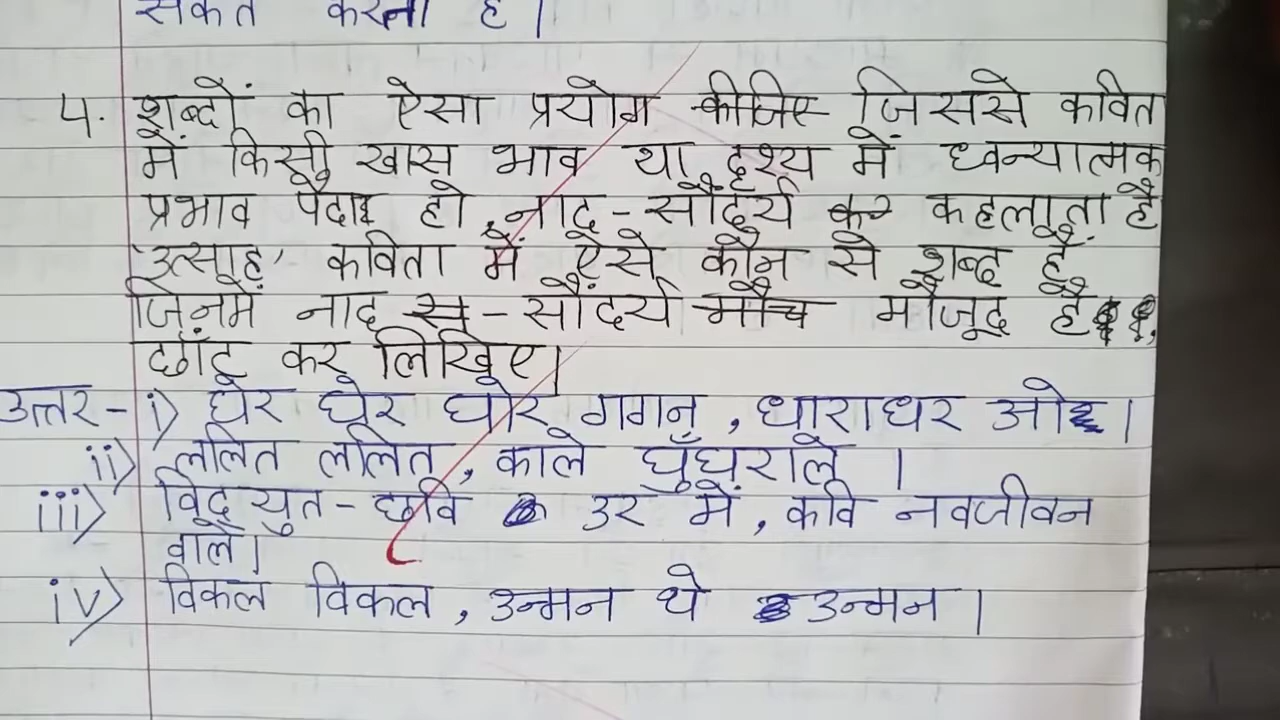 संकेत करता है।
4. शब्दों का ऐसा प्रयोग कीजिए जिससे कवित
में किसी खास भाव या दृश्य में ध्वन्यात्मक
प्रभाव पैदा हो, नाद-सौंदर्य कहलाता है
'उत्साह' कविता में ऐसे कौन से शब्द हैं
जिनमें नाद-सौंदर्य मौजूद है,
छाँट कर लिखिए।
उत्तर- i) घेर घेर घोर गगन, धाराधर ओ।
ii) ललित ललित, काले घुँघराले।
iii) विद्युत-छवि उर में, कवि नवजीवन
वाले।
iv) विकल विकल, उन्मन थे उन्मन।